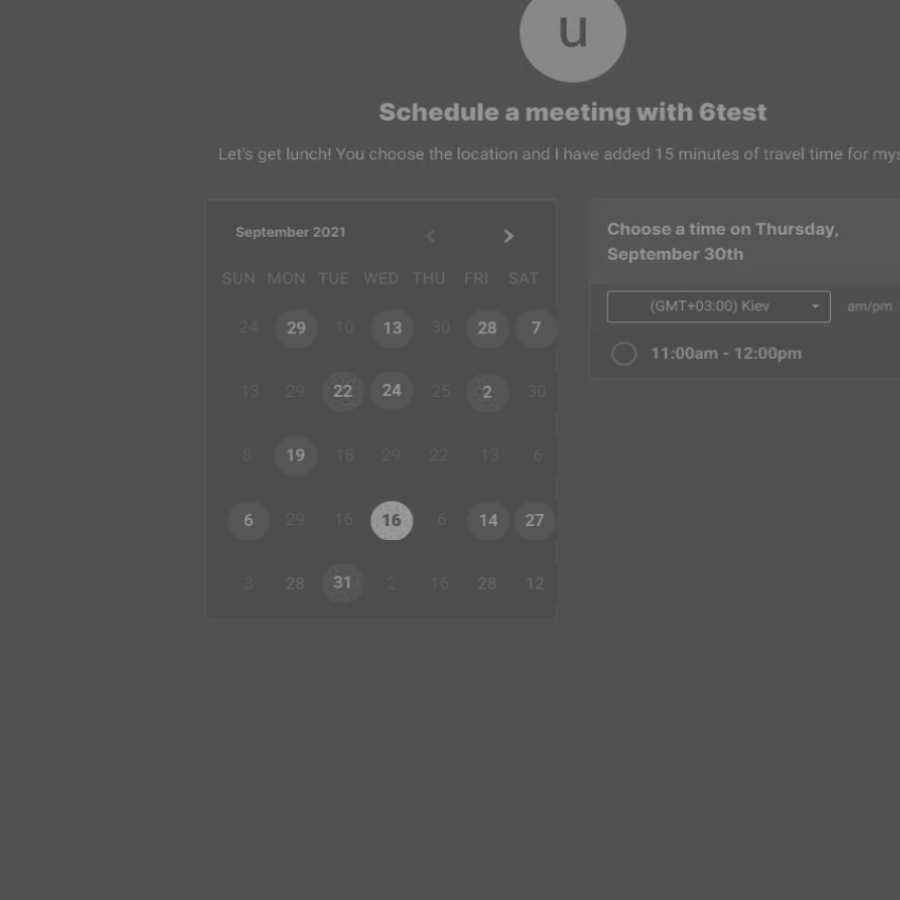 u
Schedule a meeting with 6test
Let's get lunch! You choose the location and I have added 15 minutes of travel time for mys
September 2021
SUN MON TUE WED THU FRI SAT
24 29 10 13 30 28 7
13 29 22 24 25 2 30
8 19 18 29 22 13 6
6 29 16 16 6 14 27
3 28 31 2 16 28 12
Choose a time on Thursday,
September 30th
(GMT+03:00) Kiev am/pm
11:00am - 12:00pm